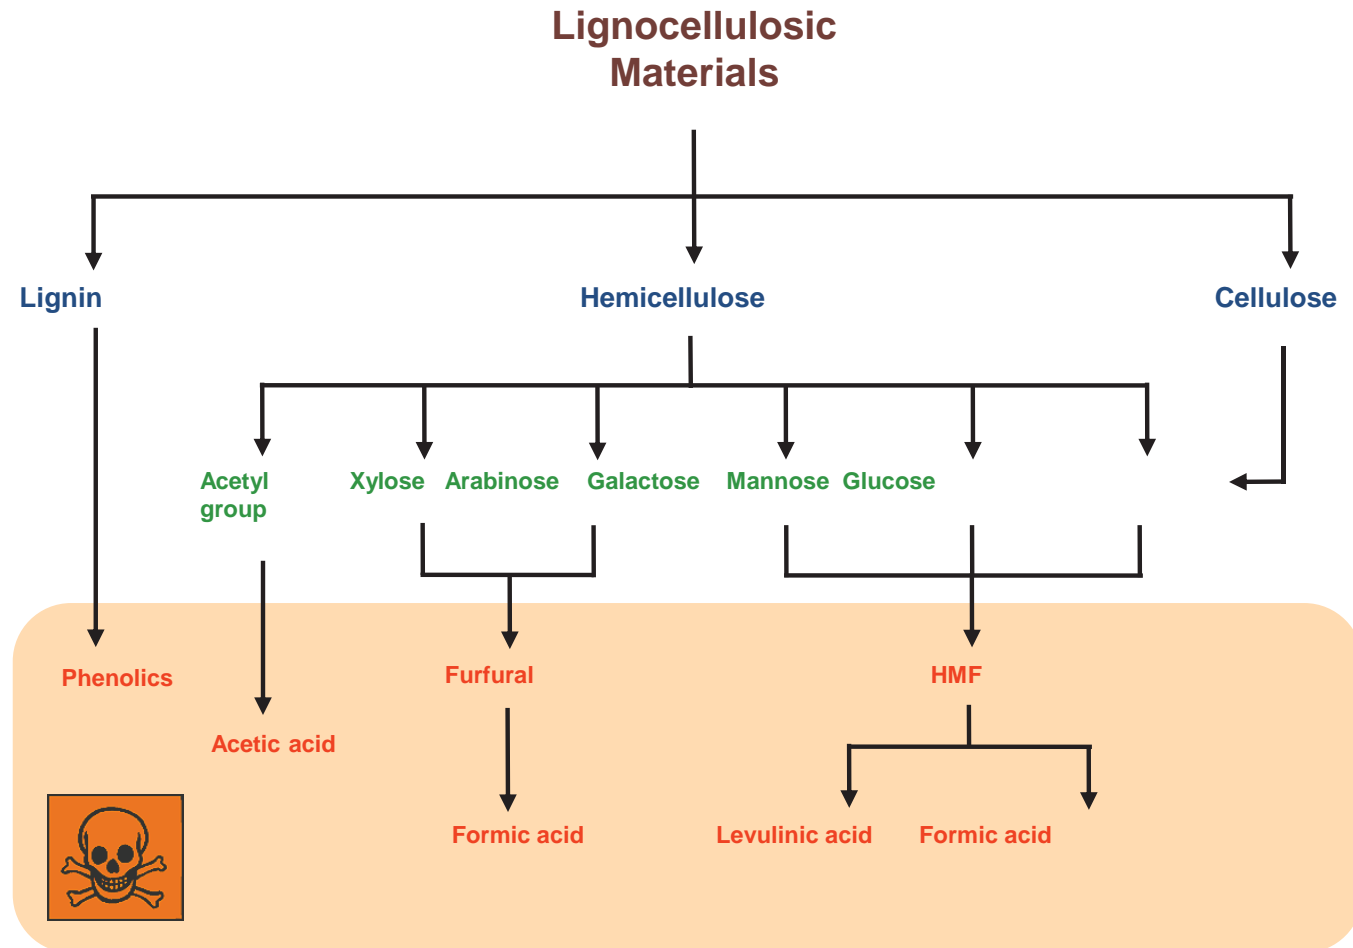 Lignocellulosic
Materials
Lignin
Hemicellulose
Cellulose
Acetyl
group
Xylose
Arabinose
Galactose
Mannose
Glucose
Phenolics
Furfural
HMF
Acetic acid
Formic acid
Levulinic acid
Formic acid